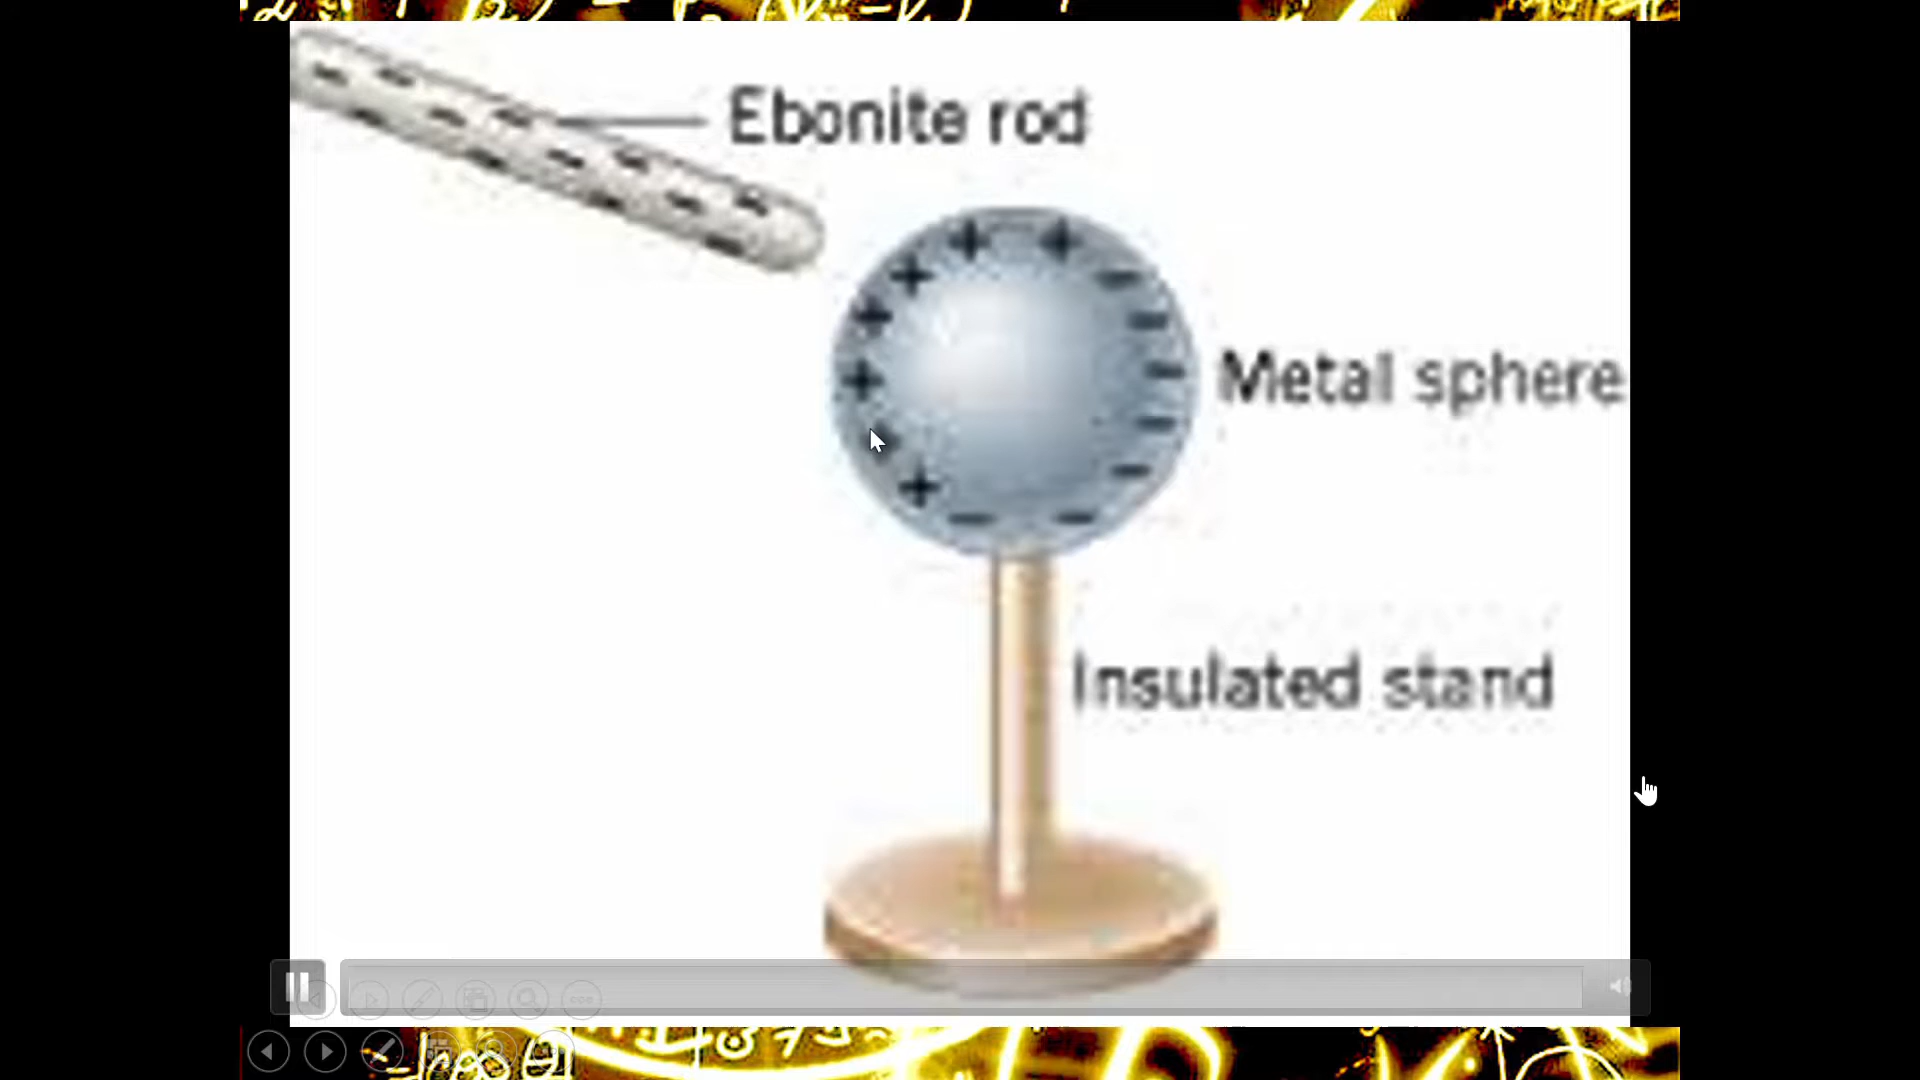 Ebonite rod
Metal sphere
Insulated stand